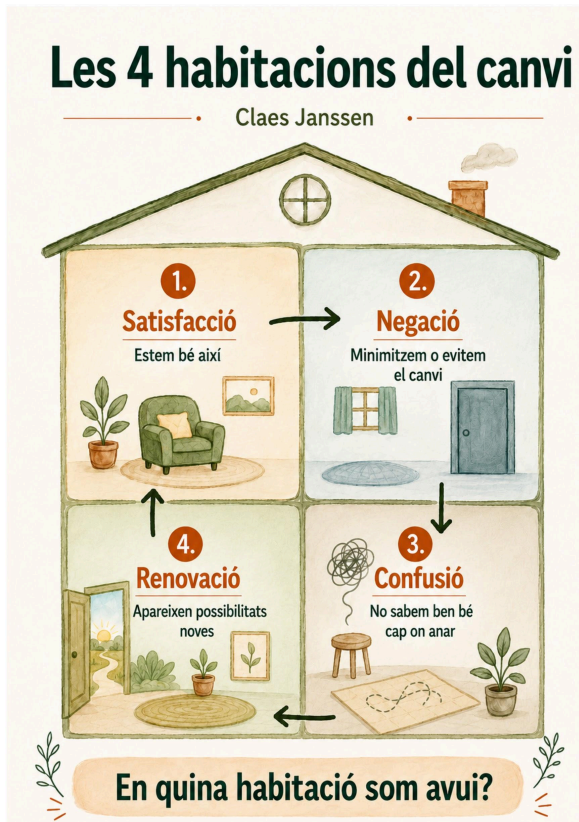 Les 4 habitacions del canvi
Claes Janssen
1.
Satisfacció
Estem bé així
2.
Negació
Minimitzem o evitem
el canvi
3.
Confusió
No sabem ben bé
cap on anar
4.
Renovació
Apareixen possibilitats
noves
En quina habitació som avui?